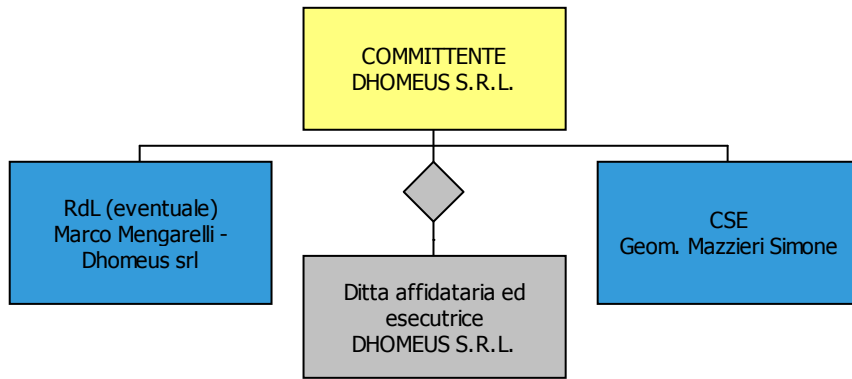 COMMITTENTE
DHOMEUS S.R.L.
RdL (eventuale)
Marco Mengarelli -
Dhomeus srl
CSE
Geom. Mazzieri Simone
Ditta affidataria ed
esecutrice
DHOMEUS S.R.L.